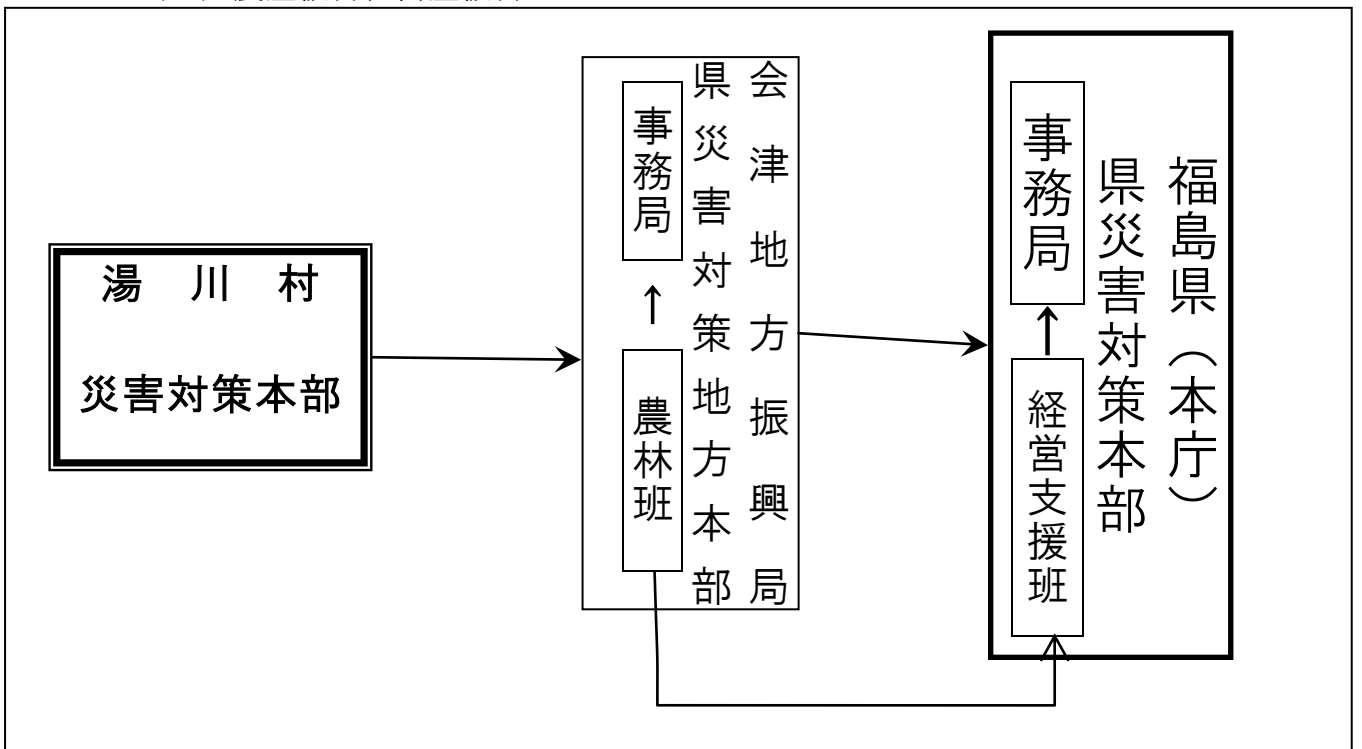 湯川村
災害対策本部
会津地方振興局
県災害対策地方本部
事務局
↑
農林班
福島県（本庁）
県災害対策本部
事務局
↑
経営支援班